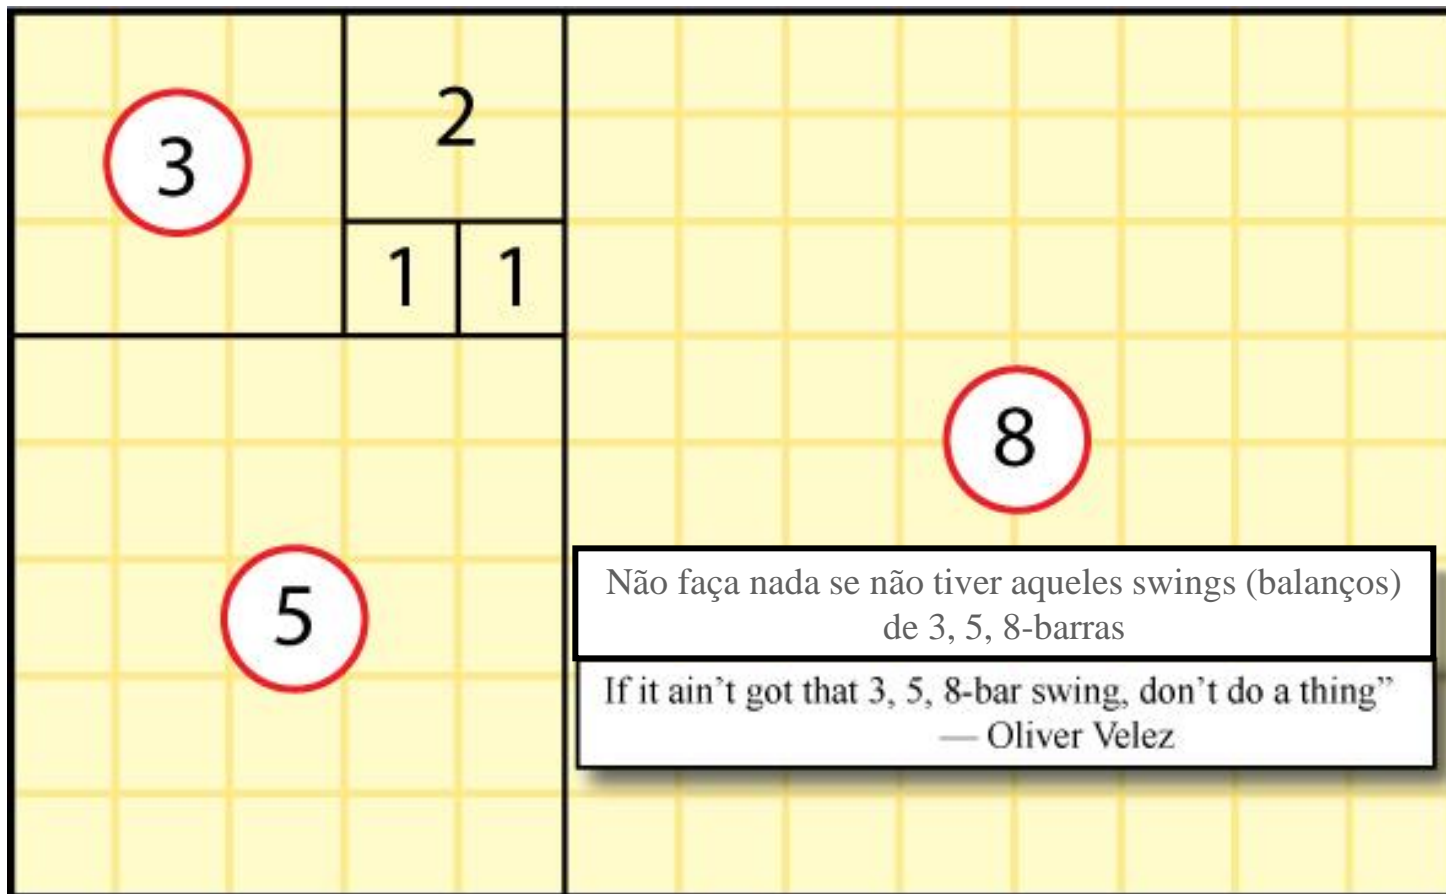 3
2
1 1
8
5
Não faça nada se não tiver aqueles swings (balanços)
de 3, 5, 8-barras
If it ain't got that 3, 5, 8-bar swing, don't do a thing”
— Oliver Velez